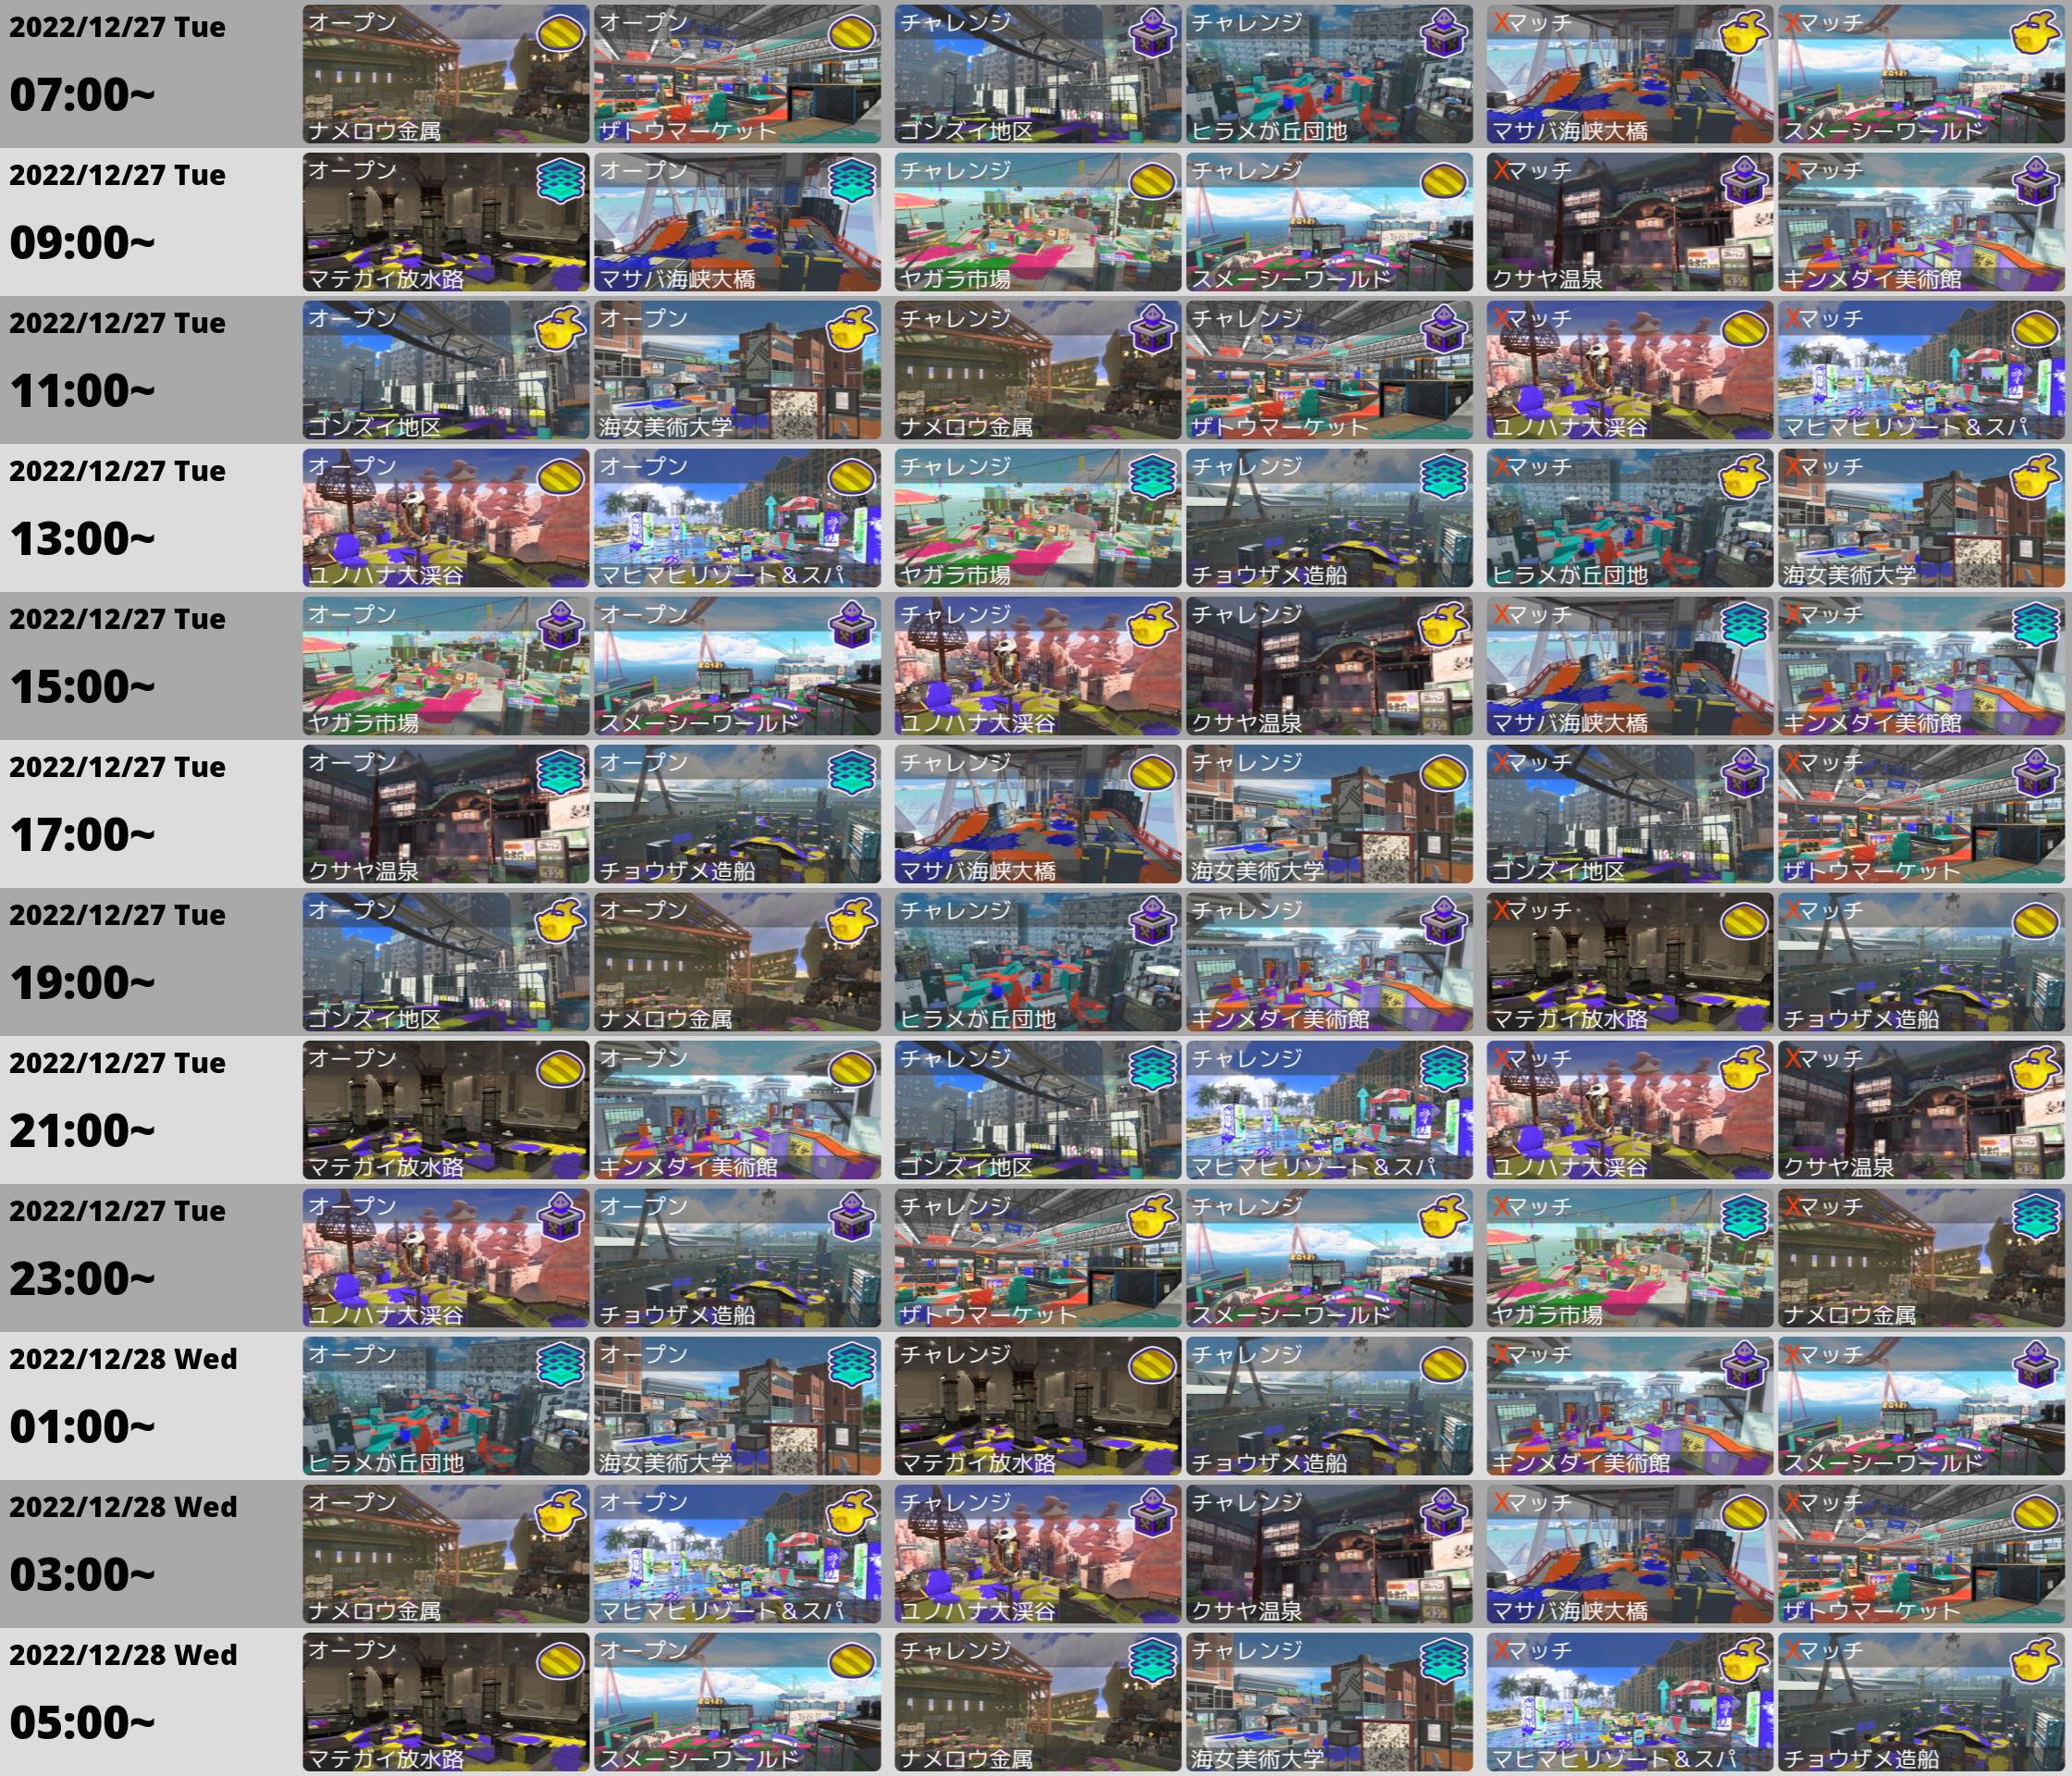 2022/12/27 Tue
07:00~
オープン オープン チャレンジ チャレンジ Xマッチ Xマッチ
ナメロウ金属 ザトウマーケット ゴンズイ地区 ヒラメが丘団地 マサバ海峡大橋 スメーシーワールド
2022/12/27 Tue
09:00~
オープン オープン チャレンジ チャレンジ Xマッチ Xマッチ
マテガイ放水路 マサバ海峡大橋 ヤガラ市場 スメーシーワールド クサヤ温泉 キンメダイ美術館
2022/12/27 Tue
11:00~
オープン オープン チャレンジ チャレンジ Xマッチ Xマッチ
ゴンズイ地区 海女美術大学 ナメロウ金属 ザトウマーケット ユノハナ大渓谷 マヒマヒリゾート&スパ
2022/12/27 Tue
13:00~
オープン オープン チャレンジ チャレンジ Xマッチ Xマッチ
ユノハナ大渓谷 マヒマヒリゾート&スパ ヤガラ市場 チョウザメ造船 ヒラメが丘団地 海女美術大学
2022/12/27 Tue
15:00~
オープン オープン チャレンジ チャレンジ Xマッチ Xマッチ
ヤガラ市場 スメーシーワールド ユノハナ大渓谷 クサヤ温泉 マサバ海峡大橋 キンメダイ美術館
2022/12/27 Tue
17:00~
オープン オープン チャレンジ チャレンジ Xマッチ Xマッチ
クサヤ温泉 チョウザメ造船 マサバ海峡大橋 海女美術大学 ゴンズイ地区 ザトウマーケット
2022/12/27 Tue
19:00~
オープン オープン チャレンジ チャレンジ Xマッチ Xマッチ
ゴンズイ地区 ナメロウ金属 ヒラメが丘団地 キンメダイ美術館 マテガイ放水路 チョウザメ造船
2022/12/27 Tue
21:00~
オープン オープン チャレンジ チャレンジ Xマッチ Xマッチ
マテガイ放水路 キンメダイ美術館 ゴンズイ地区 マヒマヒリゾート&スパ ユノハナ大渓谷 クサヤ温泉
2022/12/27 Tue
23:00~
オープン オープン チャレンジ チャレンジ Xマッチ Xマッチ
ユノハナ大渓谷 チョウザメ造船 ザトウマーケット スメーシーワールド ヤガラ市場 ナメロウ金属
2022/12/28 Wed
01:00~
オープン オープン チャレンジ チャレンジ Xマッチ Xマッチ
ヒラメが丘団地 海女美術大学 マテガイ放水路 チョウザメ造船 キンメダイ美術館 スメーシーワールド
2022/12/28 Wed
03:00~
オープン オープン チャレンジ チャレンジ Xマッチ Xマッチ
ナメロウ金属 マヒマヒリゾート&スパ ユノハナ大渓谷 クサヤ温泉 マサバ海峡大橋 ザトウマーケット
2022/12/28 Wed
05:00~
オープン オープン チャレンジ チャレンジ Xマッチ Xマッチ
マテガイ放水路 スメーシーワールド ナメロウ金属 海女美術大学 マヒマヒリゾート&スパ チョウザメ造船